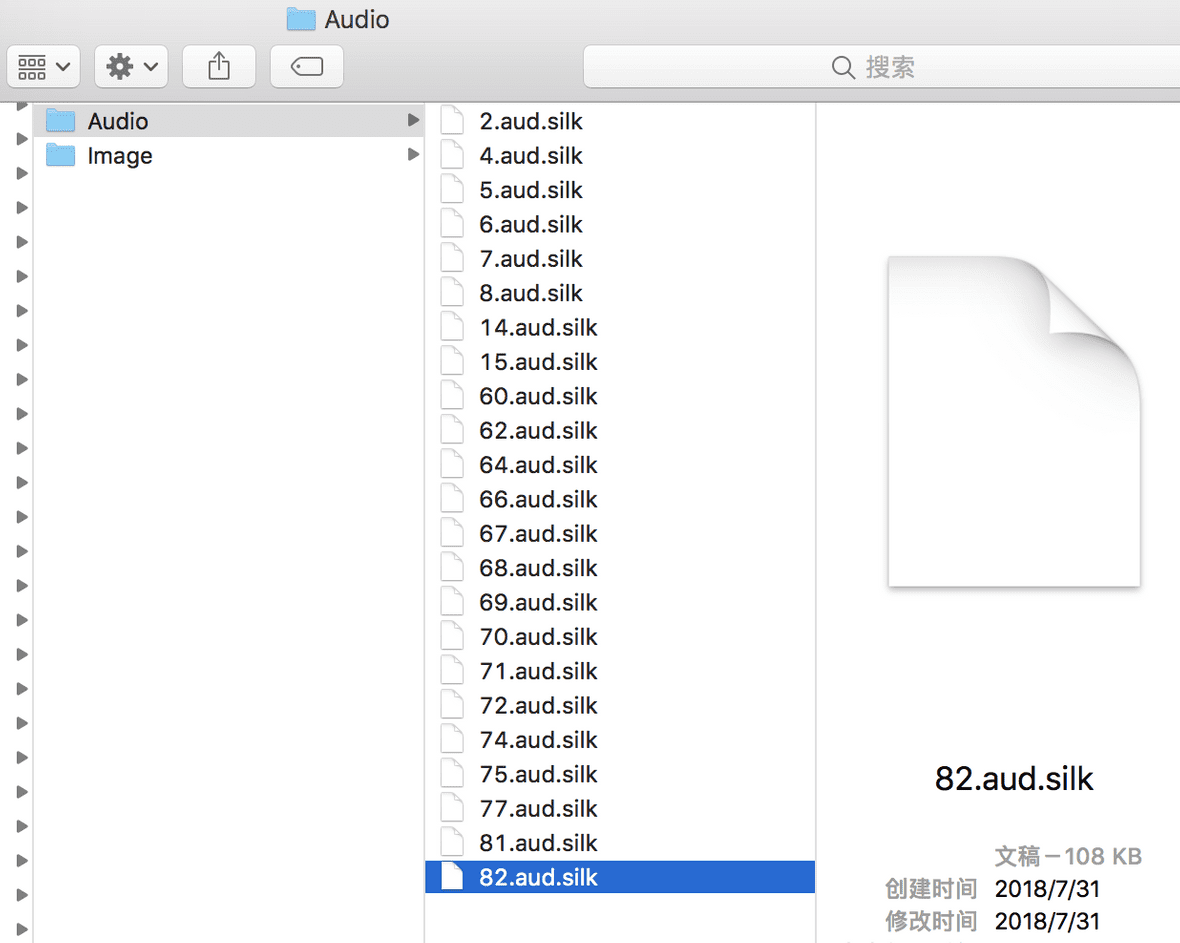 Audio
搜索
Audio
Image
2.aud.silk
4.aud.silk
5.aud.silk
6.aud.silk
7.aud.silk
8.aud.silk
14.aud.silk
15.aud.silk
60.aud.silk
62.aud.silk
64.aud.silk
66.aud.silk
67.aud.silk
68.aud.silk
69.aud.silk
70.aud.silk
71.aud.silk
72.aud.silk
74.aud.silk
75.aud.silk
77.aud.silk
81.aud.silk
82.aud.silk
82.aud.silk
文稿－108 KB
创建时间 2018/7/31
修改时间 2018/7/31